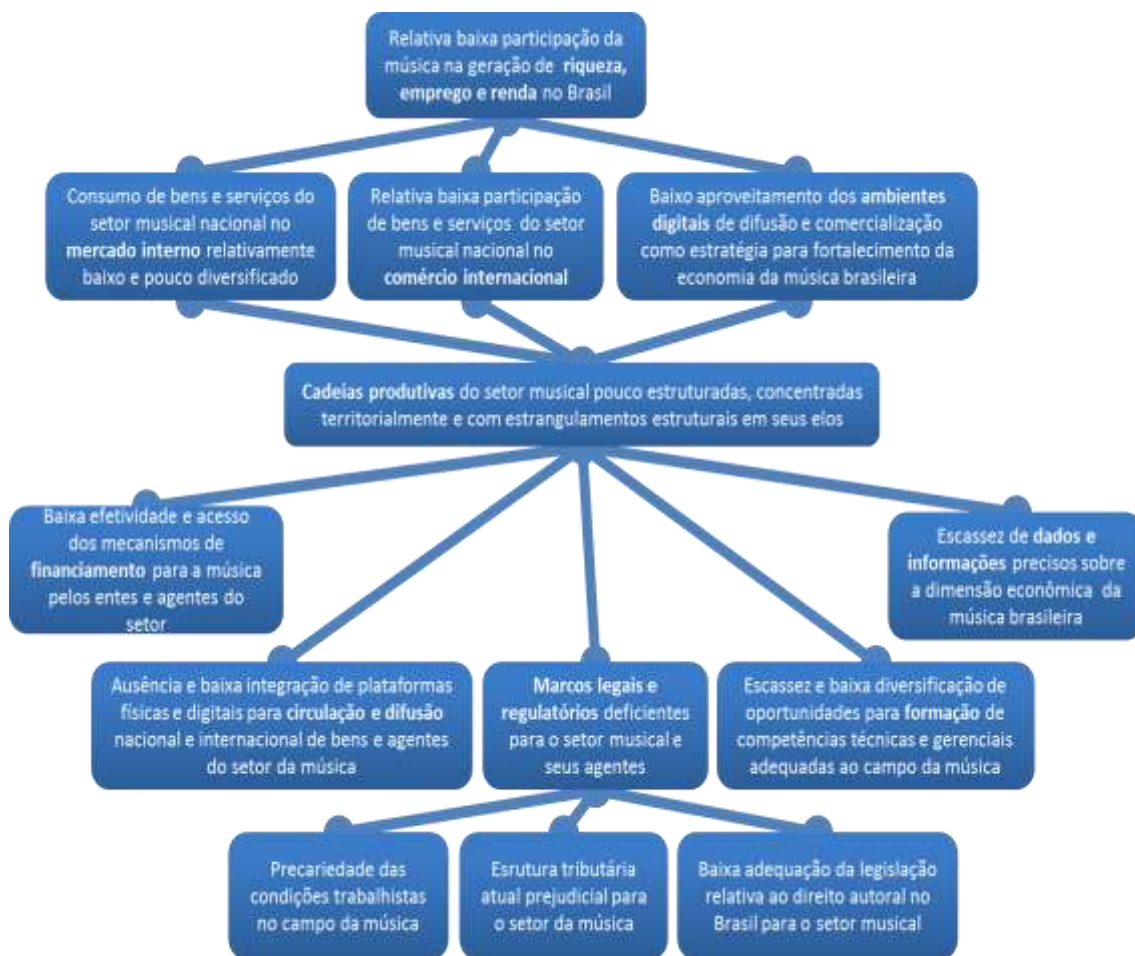 Relativa baixa participação da
música na geração de riqueza,
emprego e renda no Brasil
Consumo de bens e serviços do
setor musical nacional no
mercado interno relativamente
baixo e pouco diversificado
Relativa baixa participação
de bens e serviços do setor
musical nacional no
comércio internacional
Baixo aproveitamento dos ambientes
digitais de difusão e comercialização
como estratégia para fortalecimento da
economia da música brasileira
Cadeias produtivas do setor musical pouco estruturadas, concentradas
territorialmente e com estrangulamentos estruturais em seus elos
Baixa efetividade e acesso
dos mecanismos de
financiamento para a música
pelos entes e agentes do
setor
Escassez de dados e
informações precisos sobre
a dimensão econômica da
música brasileira
Ausência e baixa integração de plataformas
físicas e digitais para circulação e difusão
nacional e internacional de bens e agentes
do setor da música
Marcos legais e
regulatórios deficientes
para o setor musical e
seus agentes
Escassez e baixa diversificação de
oportunidades para formação de
competências técnicas e gerenciais
adequadas ao campo da música
Precariedade das
condições trabalhistas
no campo da música
Esrutura tributária
atual prejudicial para
o setor da música
Baixa adequação da legislação
relativa ao direito autoral no
Brasil para o setor musical